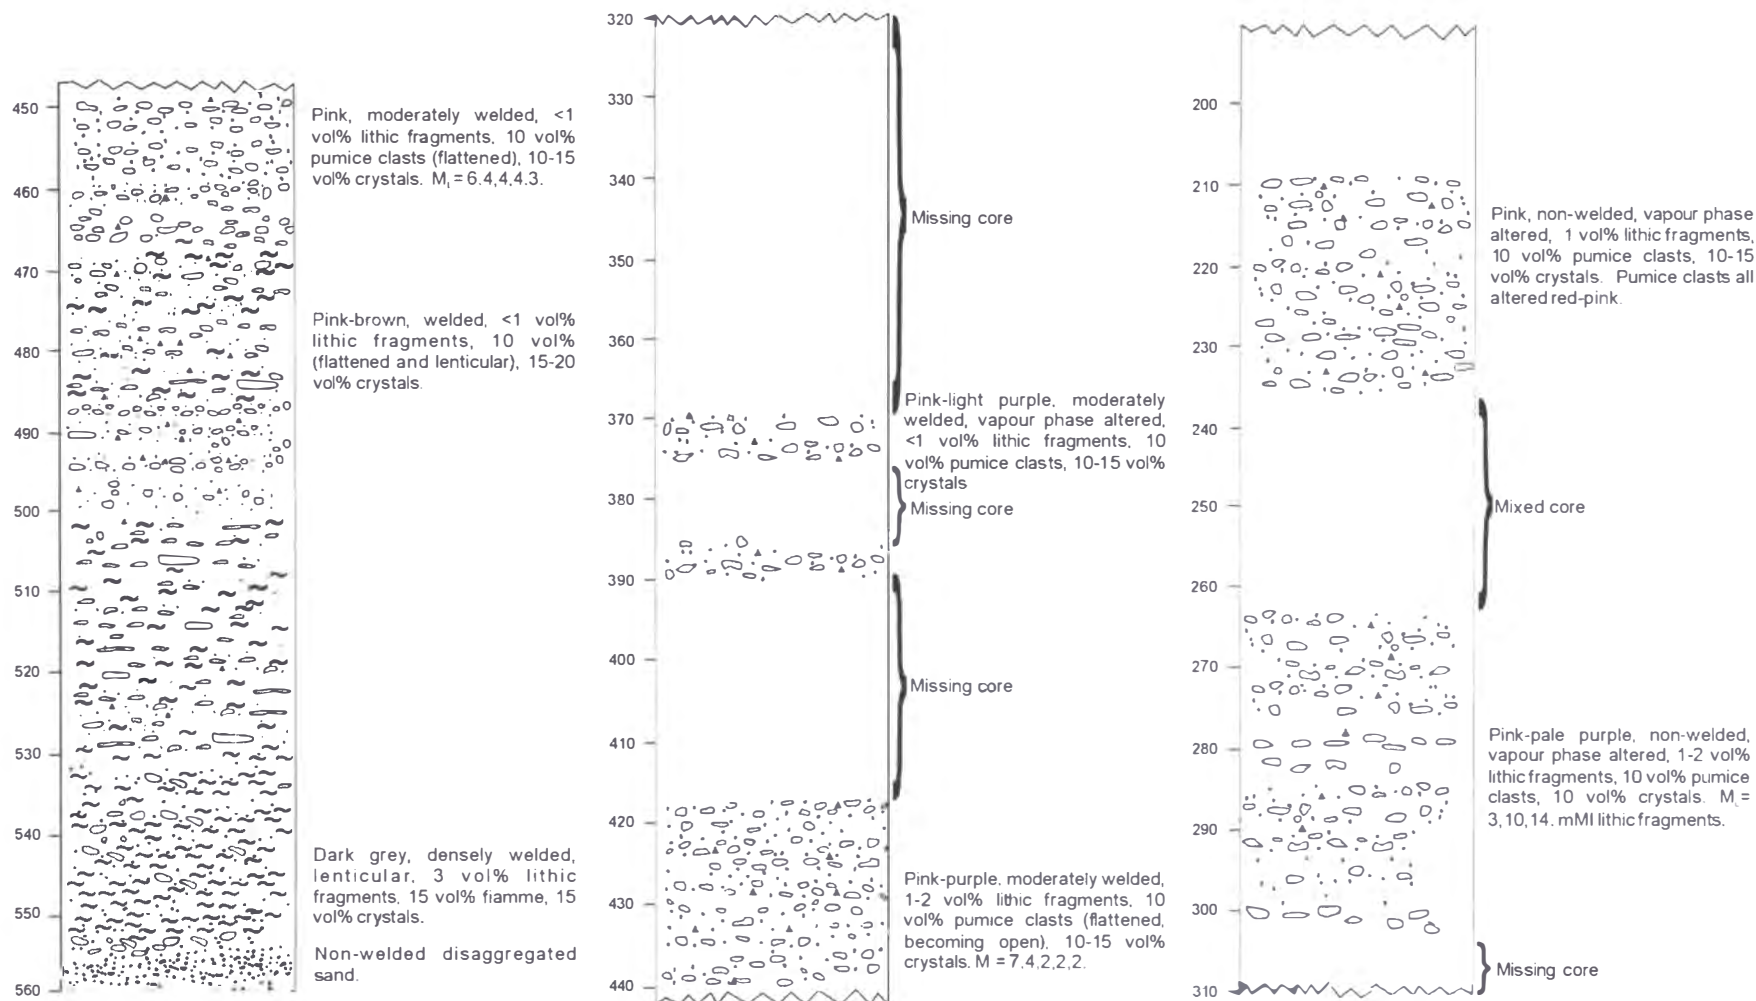 450
460
470
480
490
500
510
520
530
540
550
560
Pink, moderately welded, <1
vol% lithic fragments, 10 vol%
pumice clasts (flattened), 10-15
vol% crystals. Mₗ = 6.4,4.4.3.
Pink-brown, welded, <1 vol%
lithic fragments, 10 vol%
(flattened and lenticular), 15-20
vol% crystals.
Dark grey, densely welded,
lenticular, 3 vol% lithic
fragments, 15 vol% fiamme, 15
vol% crystals.
Non-welded disaggregated
sand.
320
330
340
350
360
370
380
390
400
410
420
430
440
Missing core
Pink-light purple, moderately
welded, vapour phase altered,
<1 vol% lithic fragments, 10
vol% pumice clasts, 10-15 vol%
crystals
Missing core
Missing core
Pink-purple, moderately welded,
1-2 vol% lithic fragments, 10
vol% pumice clasts (flattened,
becoming open), 10-15 vol%
crystals. M = 7,4,2,2,2.
200
210
220
230
240
250
260
270
280
290
300
310
Pink, non-welded, vapour phase
altered, 1 vol% lithic fragments,
10 vol% pumice clasts, 10-15
vol% crystals. Pumice clasts all
altered red-pink.
Mixed core
Pink-pale purple, non-welded,
vapour phase altered, 1-2 vol%
lithic fragments, 10 vol% pumice
clasts, 10 vol% crystals. Mₗ =
3,10,14. mMI lithic fragments.
Missing core